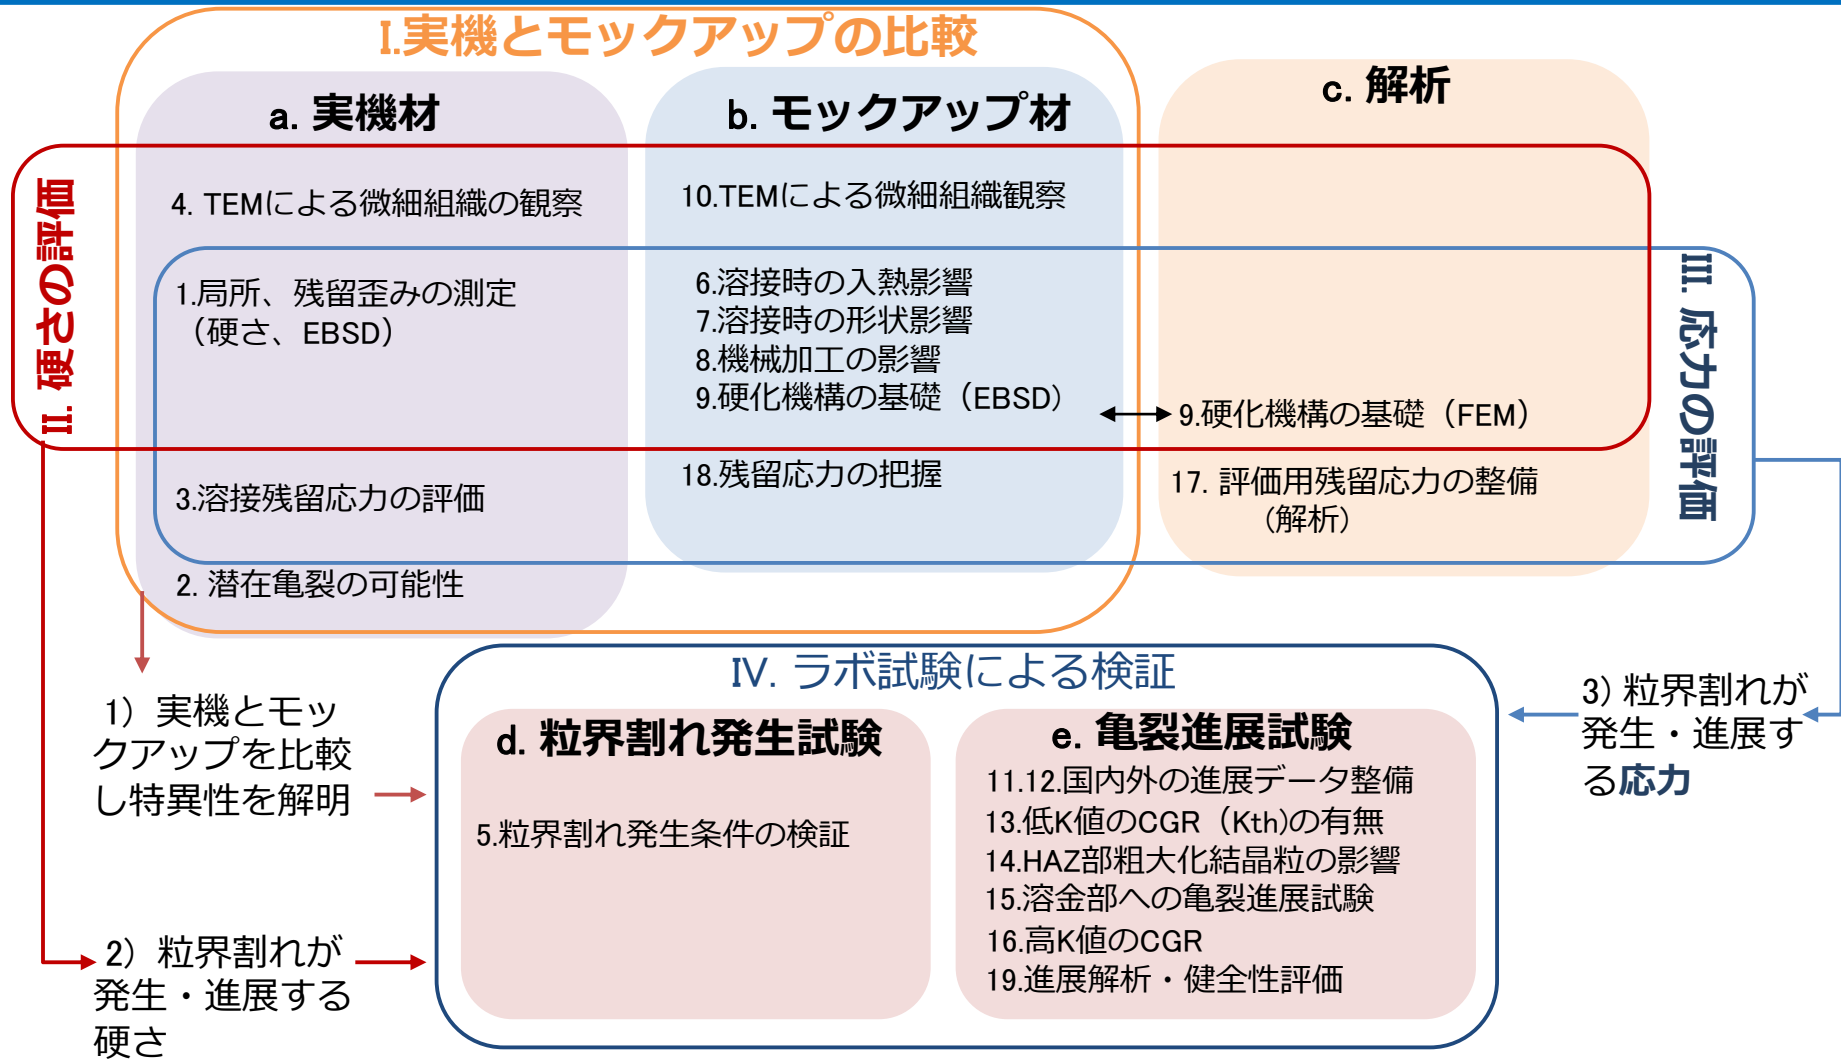 I.実機とモックアップの比較
a. 実機材
b. モックアップ材
c. 解析
II. 硬さの評価
4. TEMによる微細組織の観察
10.TEMによる微細組織観察
1.局所、残留歪みの測定
（硬さ、EBSD）
6.溶接時の入熱影響
7.溶接時の形状影響
8.機械加工の影響
9.硬化機構の基礎（EBSD）
9.硬化機構の基礎（FEM）
III. 応力の評価
3.溶接残留応力の評価
18.残留応力の把握
17. 評価用残留応力の整備
（解析）
2. 潜在亀裂の可能性
1）実機とモッ
クアップを比較
し特異性を解明
2）粒界割れが
発生・進展する
硬さ
IV. ラボ試験による検証
d. 粒界割れ発生試験
5.粒界割れ発生条件の検証
e. 亀裂進展試験
11.12.国内外の進展データ整備
13.低K値のCGR（Kth)の有無
14.HAZ部粗大化結晶粒の影響
15.溶金部への亀裂進展試験
16.高K値のCGR
19.進展解析・健全性評価
3) 粒界割れが
発生・進展す
る応力